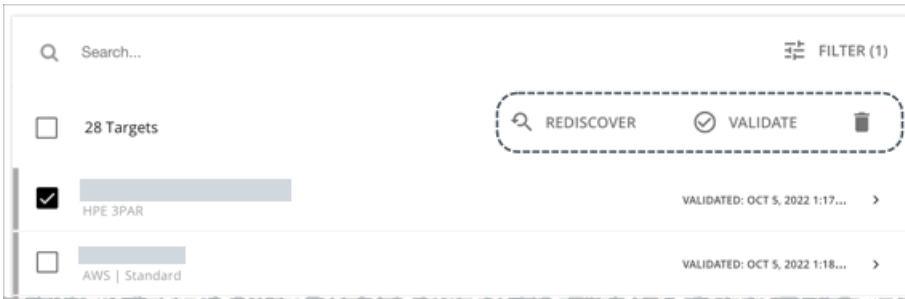 Search...
FILTER (1)
28 Targets
REDISCOVER
VALIDATE
HPE 3PAR
VALIDATED: OCT 5, 2022 1:17...
AWS | Standard
VALIDATED: OCT 5, 2022 1:18...